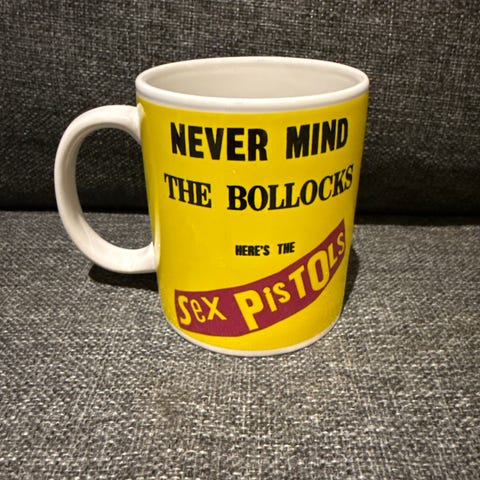 NEVER MIND
THE BOLLOCKS
HERE'S THE
Sex PisTOLS